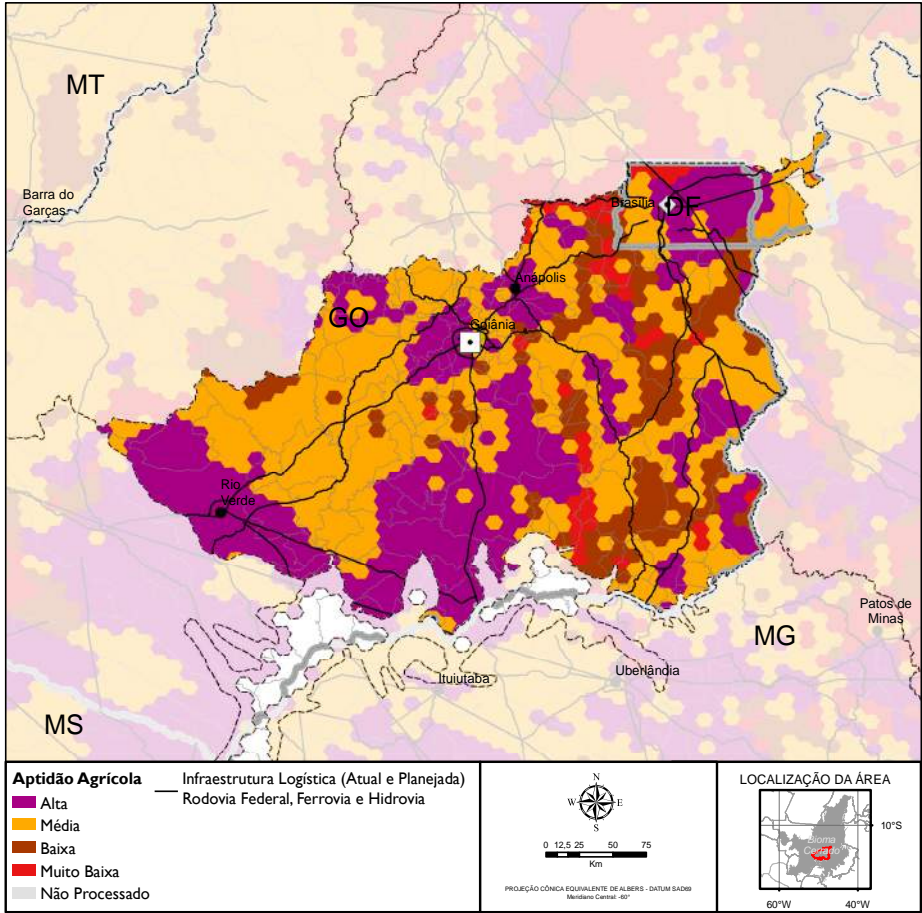 MT
Barra do
Garças
Brasília
DF
Anápolis
GO
Goiânia
Rio
Verde
Patos de
Minas
MG
Uberlândia
Ituiutaba
MS
Aptidão Agrícola
Alta
Média
Baixa
Muito Baixa
Não Processado
Infraestrutura Logística (Atual e Planejada)
Rodovia Federal, Ferrovia e Hidrovia
N
W E
S
0 12,5 25 50 75
Km
PROJEÇÃO CÔNICA EQUIVALENTE DE ALBERS - DATUM SAD69
Meridiano Central: -60°
LOCALIZAÇÃO DA ÁREA
10°S
Bioma
Cerrado
60°W 40°W